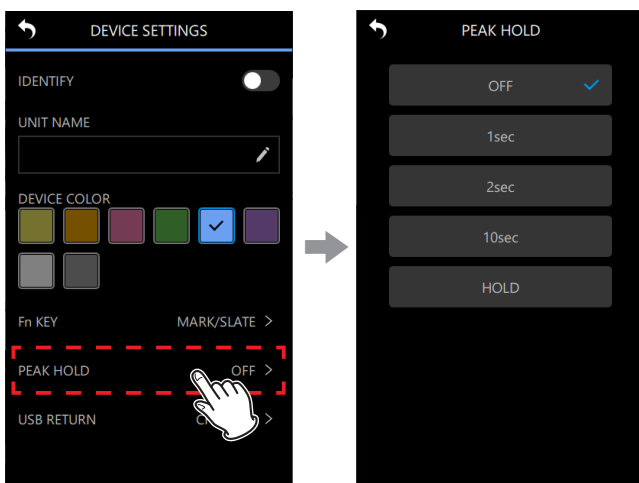 DEVICE SETTINGS
IDENTIFY
UNIT NAME
DEVICE COLOR
Fn KEY MARK/SLATE >
PEAK HOLD OFF >
USB RETURN >
PEAK HOLD
OFF
1sec
2sec
10sec
HOLD